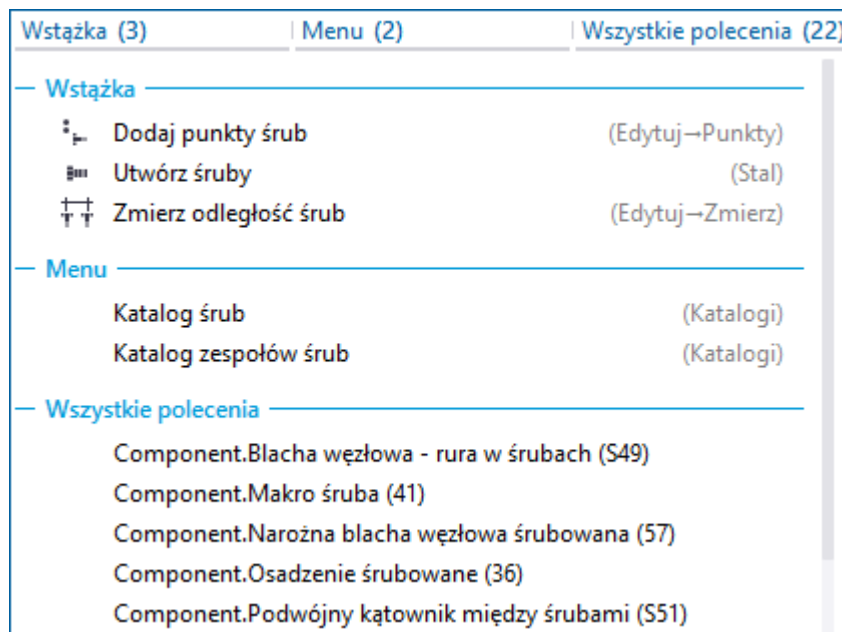 Wstążka (3) Menu (2) Wszystkie polecenia (22)
Wstążka
Dodaj punkty śrub (Edytuj→Punkty)
Utwórz śruby (Stal)
Zmierz odległość śrub (Edytuj→Zmierz)
Menu
Katalog śrub (Katalogi)
Katalog zespołów śrub (Katalogi)
Wszystkie polecenia
Component.Blacha węzłowa - rura w śrubach (S49)
Component.Makro śruba (41)
Component.Narożna blacha węzłowa śrubowana (57)
Component.Osadzenie śrubowane (36)
Component.Podwójny kątownik między śrubami (S51)